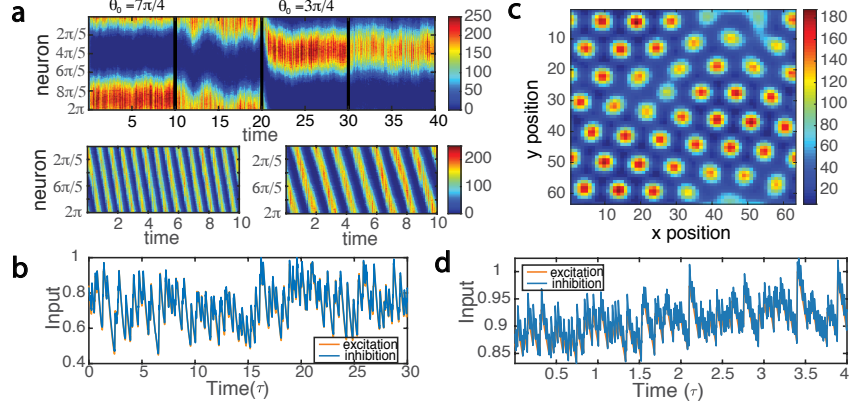 a
θ₀ =7π/4
θ₀ =3π/4
neuron
2π/5
4π/5
6π/5
8π/5
2π
5 10 15 20 25 30 35 40
time
250
200
150
100
50
0
neuron
2π/5
6π/5
2π
2 4 6 8 10
time
2 4 6 8 10
time
200
100
0
b
Input
1
0.8
0.6
0.4
excitation
inhibition
0 5 10 15 20 25 30
Time(τ)
c
y position
10
20
30
40
50
60
10 20 30 40 50 60
x position
180
160
140
120
100
80
60
40
20
d
Input
1
0.95
0.9
0.85
excitation
inhibition
0.5 1 1.5 2 2.5 3 3.5 4
Time (τ)